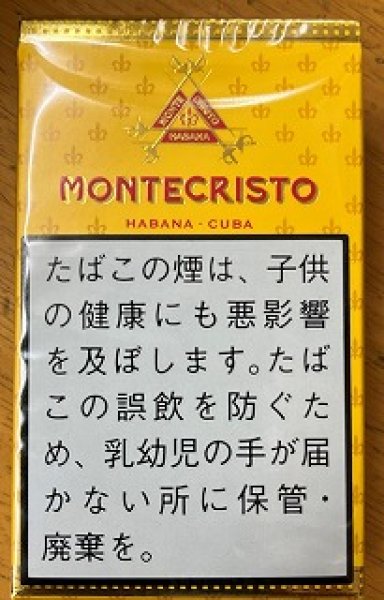 MONTE CRISTO
HABANA
MONTECRISTO
HABANA - CUBA
たばこの煙は、子供
の健康にも悪影響
を及ぼします。たば
この誤飲を防ぐた
め、乳幼児の手が届
かない所に保管・
廃棄を。